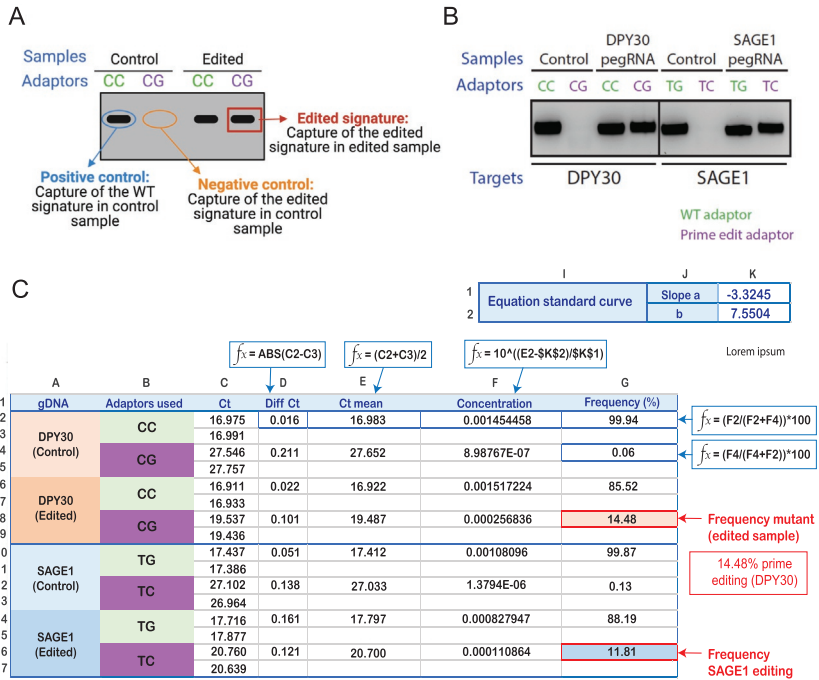 A
Samples Control Edited
Adaptors CC CG CC CG
Edited signature:
Capture of the edited
signature in edited sample
Positive control:
Capture of the WT
signature in control
sample
Negative control:
Capture of the edited
signature in control
sample
B
DPY30 SAGE1
Samples Control pegRNA Control pegRNA
Adaptors CC CG CC CG TG TC TG TC
Targets DPY30 SAGE1
WT adaptor
Prime edit adaptor
C
I J K
1 Equation standard curve Slope a -3.3245
2 b 7.5504
Lorem ipsum
fx = ABS(C2-C3) fx = (C2+C3)/2 fx = 10^((E2-$K$2)/$K$1)
A B C D E F G
1 gDNA Adaptors used Ct Diff Ct Ct mean Concentration Frequency (%)
2 DPY30 (Control) CC 16.975 0.016 16.983 0.001454458 99.94 fx = (F2/(F2+F4))*100
3 16.991
4 CG 27.546 0.211 27.652 8.98767E-07 0.06 fx = (F4/(F4+F2))*100
5 27.757
6 DPY30 (Edited) CC 16.911 0.022 16.922 0.001517224 85.52
7 16.933
8 CG 19.537 0.101 19.487 0.000256836 14.48 Frequency mutant (edited sample)
9 19.436
0 SAGE1 (Control) TG 17.437 0.051 17.412 0.00108096 99.87
1 17.386
2 TC 27.102 0.138 27.033 1.3794E-06 0.13
3 26.964
14.48% prime
editing (DPY30)
4 SAGE1 (Edited) TG 17.716 0.161 17.797 0.000827947 88.19
5 17.877
6 TC 20.760 0.121 20.700 0.000110864 11.81 Frequency SAGE1 editing
7 20.639